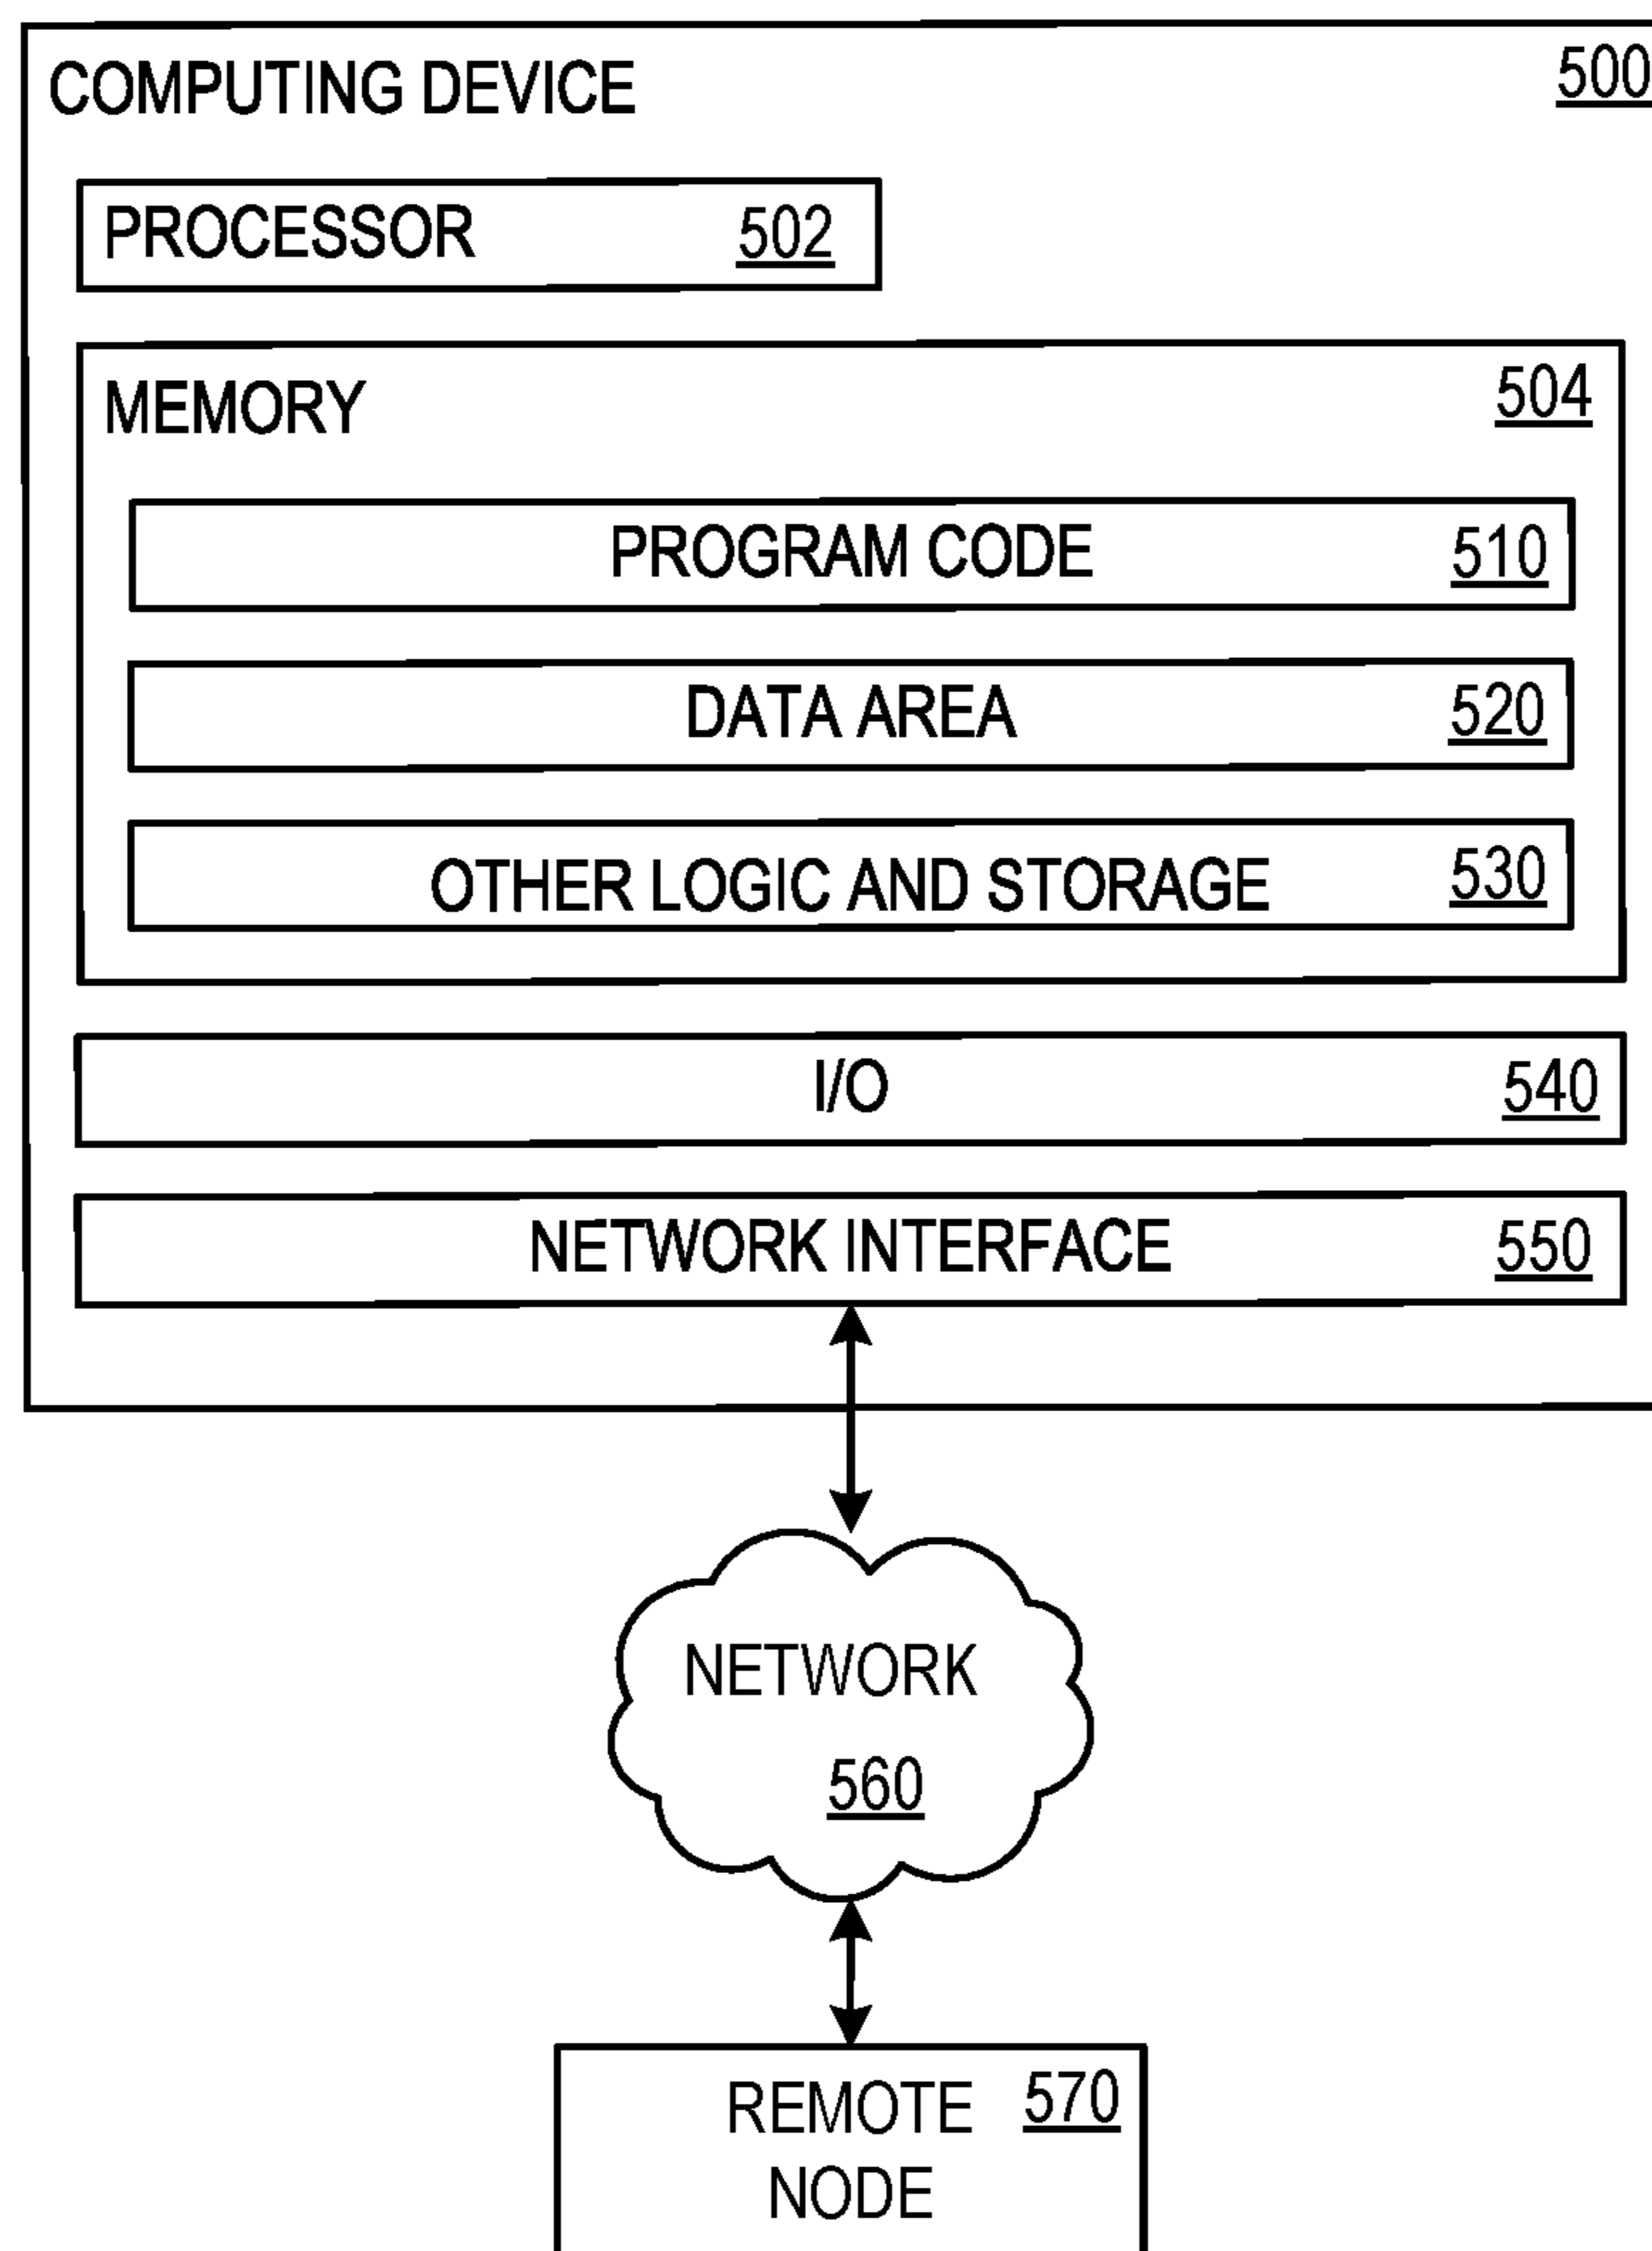 COMPUTING DEVICE 500
PROCESSOR 502
MEMORY 504
PROGRAM CODE 510
DATA AREA 520
OTHER LOGIC AND STORAGE 530
I/O 540
NETWORK INTERFACE 550
NETWORK
560
REMOTE 570
NODE